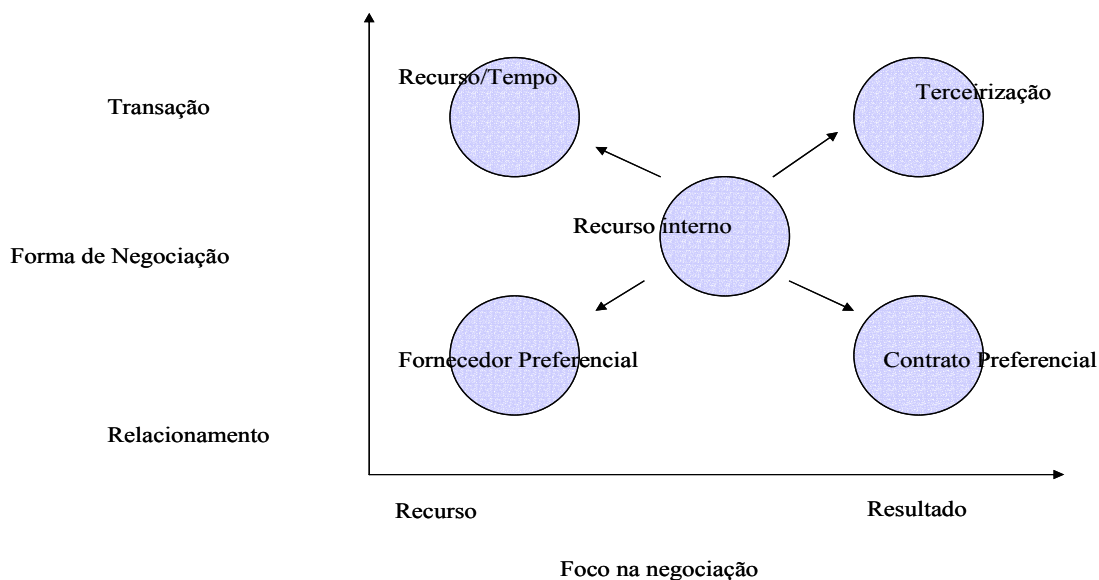 Recurso/Tempo
Terceirização
Transação
Recurso interno
Forma de Negociação
Fornecedor Preferencial
Contrato Preferencial
Relacionamento
Recurso
Resultado
Foco na negociação